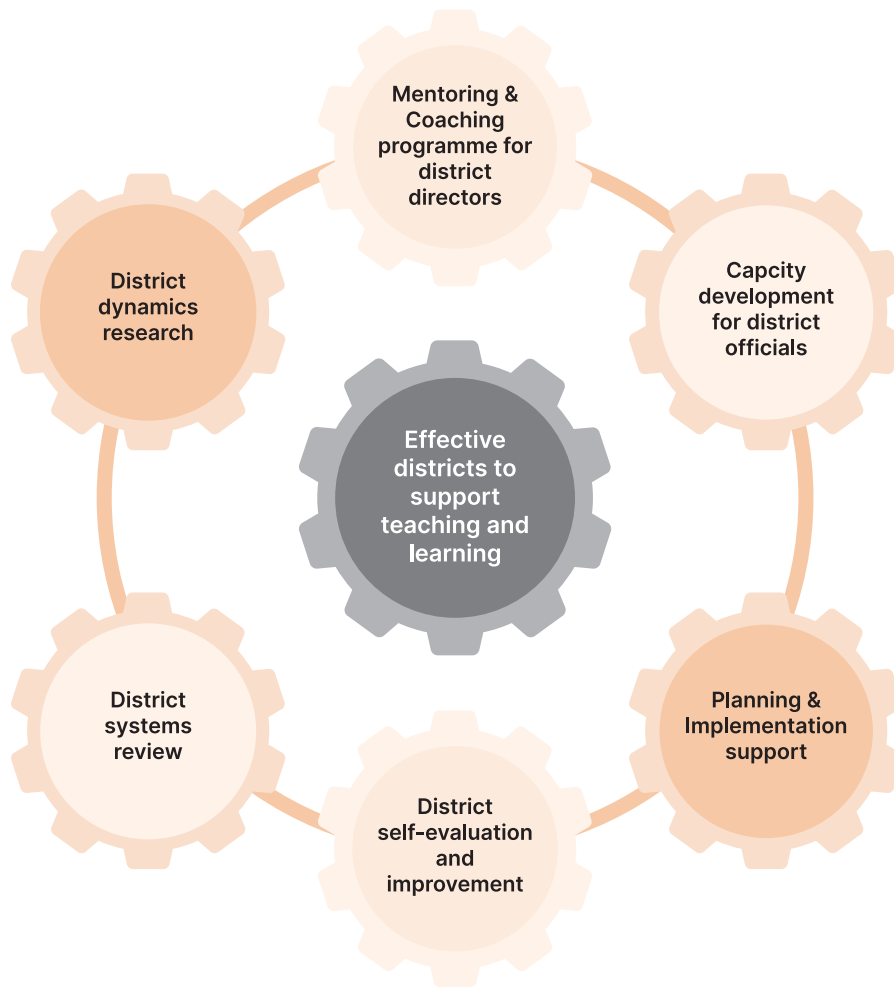 Mentoring &
Coaching
programme for
district
directors
Capcity
development
for district
officials
Planning &
Implementation
support
District
self-evaluation
and
improvement
District
systems
review
District
dynamics
research
Effective
districts to
support
teaching and
learning